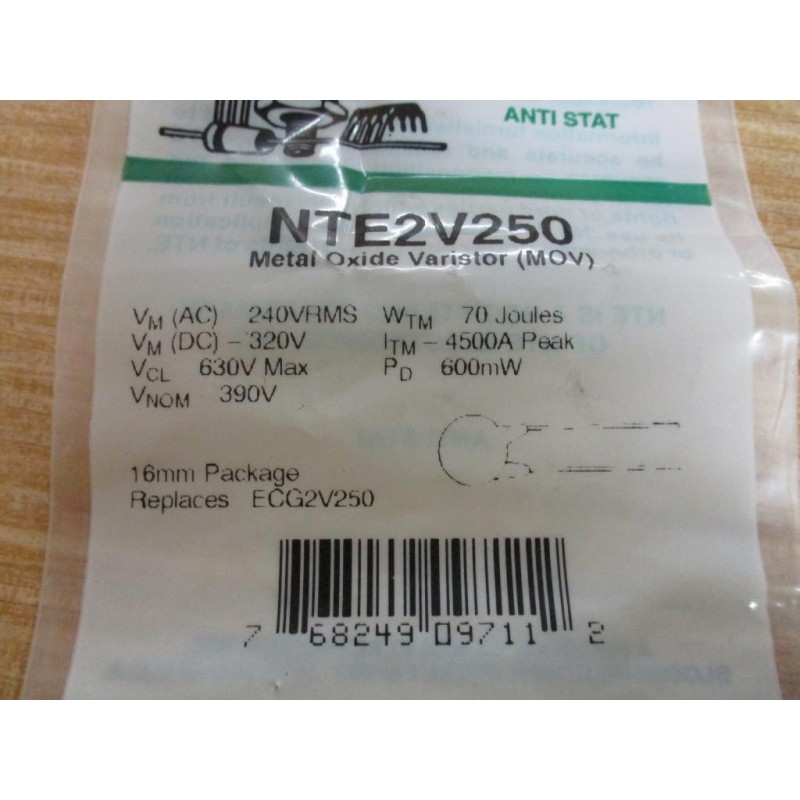 ANTI STAT
NTE2V250
Metal Oxide Varistor (MOV)
VM (AC) 240VRMS WTM 70 Joules
VM (DC) – 320V ITM – 4500A Peak
VCL 630V Max PD 600mW
VNOM 390V
16mm Package
Replaces ECG2V250
7 68249 09711 2